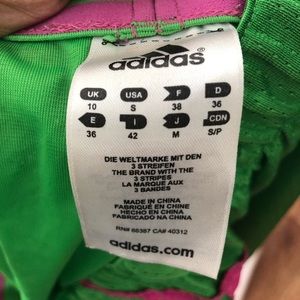 adidas
UK USA F D
10 S 38 36
E I J CDN
36 42 M S/P
DIE WELTMARKE MIT DEN
3 STREIFEN
THE BRAND WITH THE
3 STRIPES
LA MARQUE AUX
3 BANDES
MADE IN CHINA
FABRIQUÉ EN CHINE
HECHO EN CHINA
FABRICADO NA CHINA
RN# 88387 CA# 40312
adidas.com